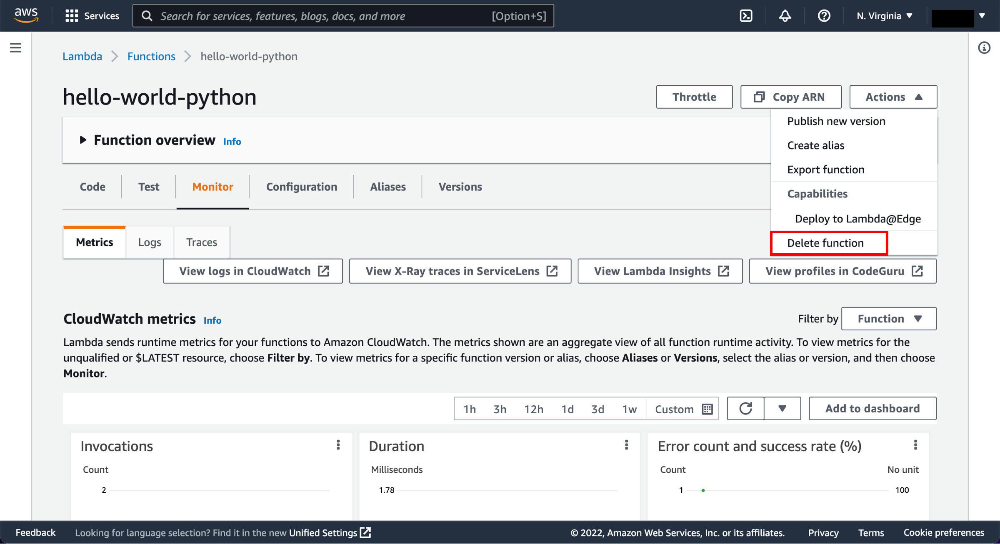 aws Services Search for services, features, blogs, docs, and more [Option+S] N. Virginia
Lambda Functions hello-world-python
hello-world-python Throttle Copy ARN Actions
Publish new version
Function overview Info
Create alias
Export function
Code Test Monitor Configuration Aliases Versions
Capabilities
Deploy to Lambda@Edge
Metrics Logs Traces
Delete function
View logs in CloudWatch View X-Ray traces in ServiceLens View Lambda Insights View profiles in CodeGuru
CloudWatch metrics Info Filter by Function
Lambda sends runtime metrics for your functions to Amazon CloudWatch. The metrics shown are an aggregate view of all function runtime activity. To view metrics for the
unqualified or $LATEST resource, choose Filter by. To view metrics for a specific function version or alias, choose Aliases or Versions, select the alias or version, and then choose
Monitor.
1h 3h 12h 1d 3d 1w Custom Add to dashboard
Invocations Duration Error count and success rate (%)
Count Milliseconds Count No unit
2 1.78 1 100
Feedback Looking for language selection? Find it in the new Unified Settings © 2022, Amazon Web Services, Inc. or its affiliates. Privacy Terms Cookie preferences